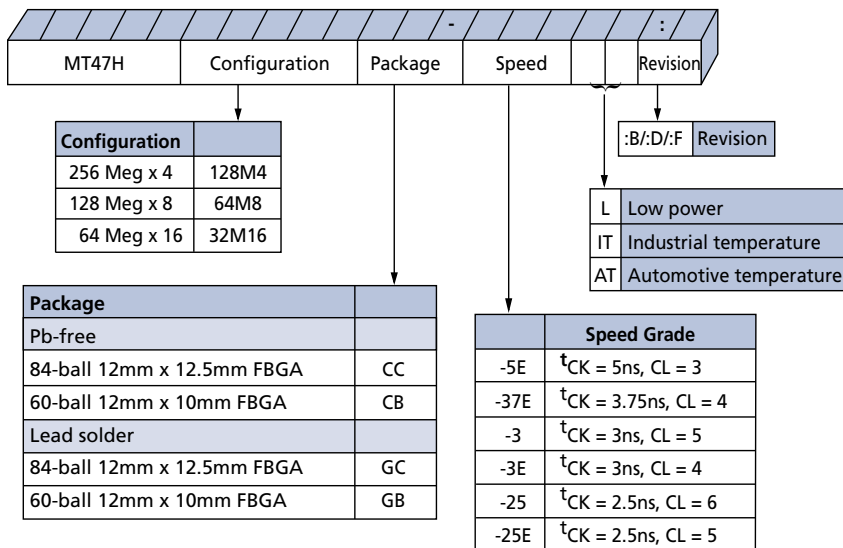 - :
MT47H Configuration Package Speed Revision
Configuration
256 Meg x 4 128M4
128 Meg x 8 64M8
64 Meg x 16 32M16
:B/:D/:F Revision
L Low power
IT Industrial temperature
AT Automotive temperature
Package
Pb-free
84-ball 12mm x 12.5mm FBGA CC
60-ball 12mm x 10mm FBGA CB
Lead solder
84-ball 12mm x 12.5mm FBGA GC
60-ball 12mm x 10mm FBGA GB
Speed Grade
-5E tCK = 5ns, CL = 3
-37E tCK = 3.75ns, CL = 4
-3 tCK = 3ns, CL = 5
-3E tCK = 3ns, CL = 4
-25 tCK = 2.5ns, CL = 6
-25E tCK = 2.5ns, CL = 5